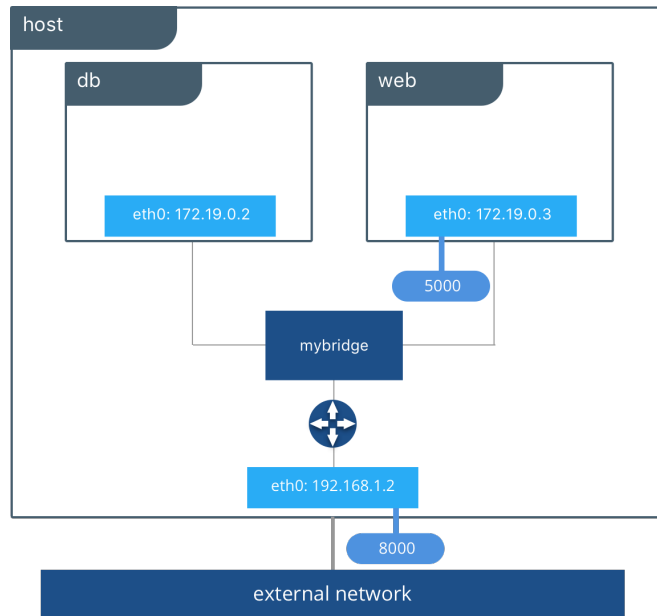 host
db
web
eth0: 172.19.0.2
eth0: 172.19.0.3
5000
mybridge
eth0: 192.168.1.2
8000
external network